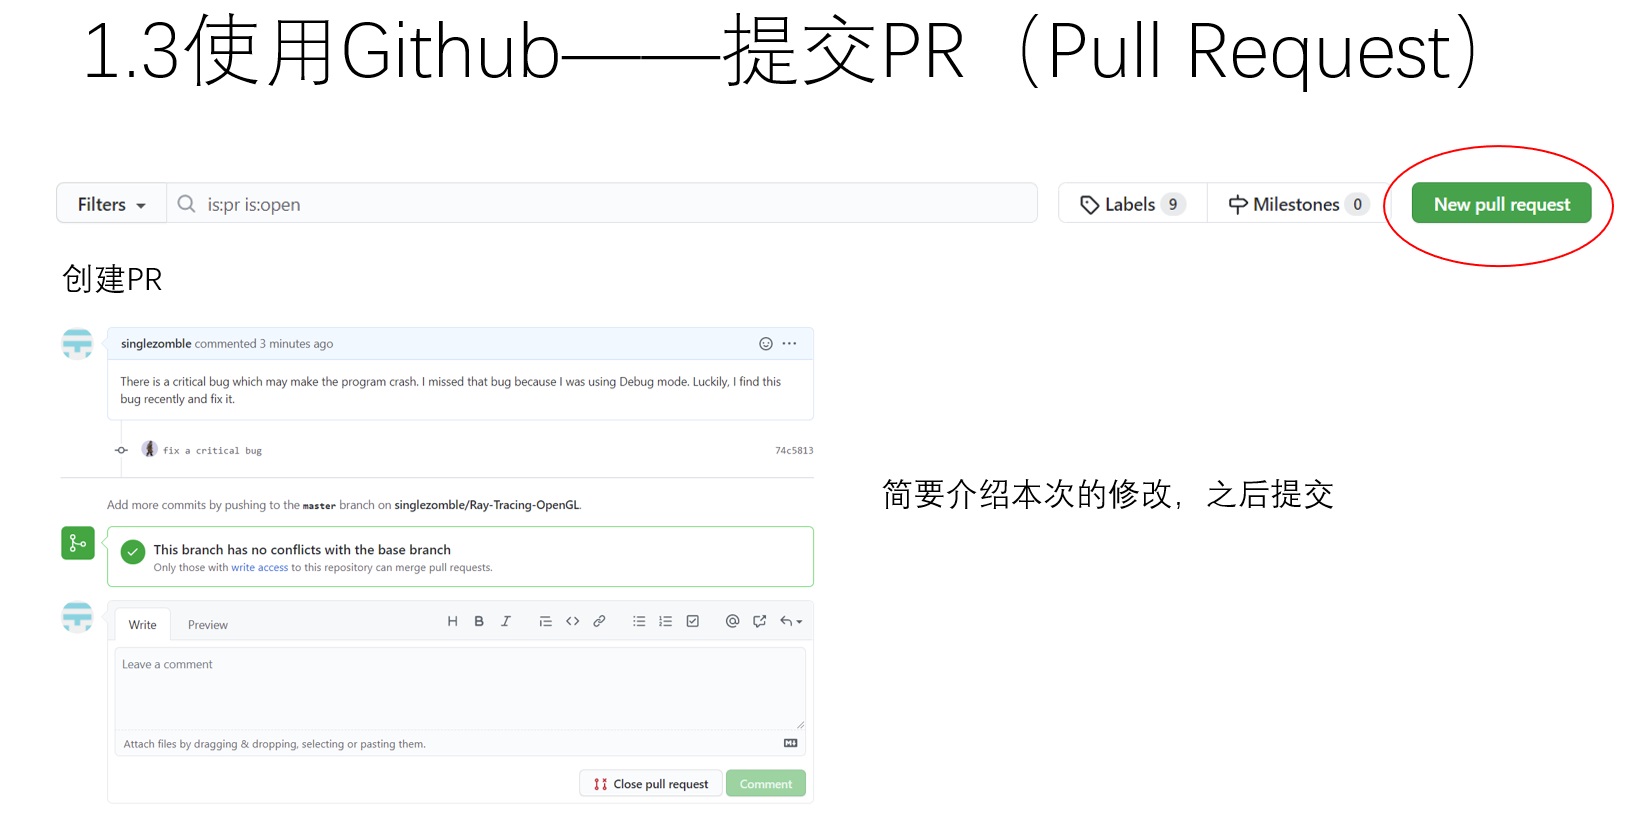 1.3使用Github——提交PR（Pull Request）
Filters is:pr is:open Labels 9 Milestones 0 New pull request
创建PR
singlezomble commented 3 minutes ago
There is a critical bug which may make the program crash. I missed that bug because I was using Debug mode. Luckily, I find this
bug recently and fix it.
fix a critical bug 74c5813
简要介绍本次的修改，之后提交
Add more commits by pushing to the master branch on singlezomble/Ray-Tracing-OpenGL.
This branch has no conflicts with the base branch
Only those with write access to this repository can merge pull requests.
Write Preview
Leave a comment
Attach files by dragging & dropping, selecting or pasting them.
Close pull request Comment